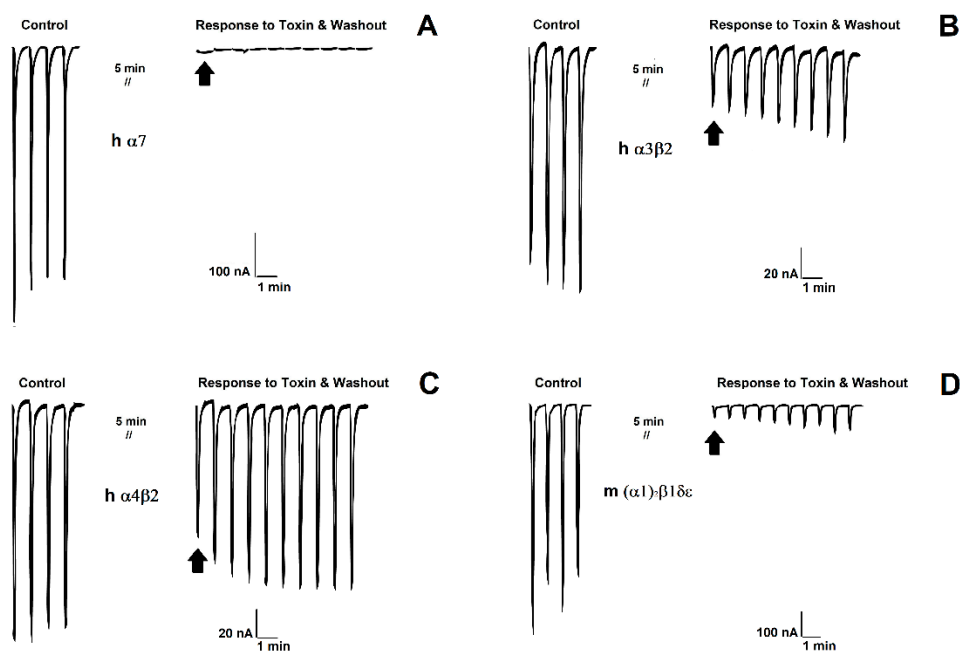 Control Response to Toxin & Washout A
5 min
//
h α7
100 nA
1 min
Control Response to Toxin & Washout B
5 min
//
h α3β2
20 nA
1 min
Control Response to Toxin & Washout C
5 min
//
h α4β2
20 nA
1 min
Control Response to Toxin & Washout D
5 min
//
m (α1)₂β1δε
100 nA
1 min